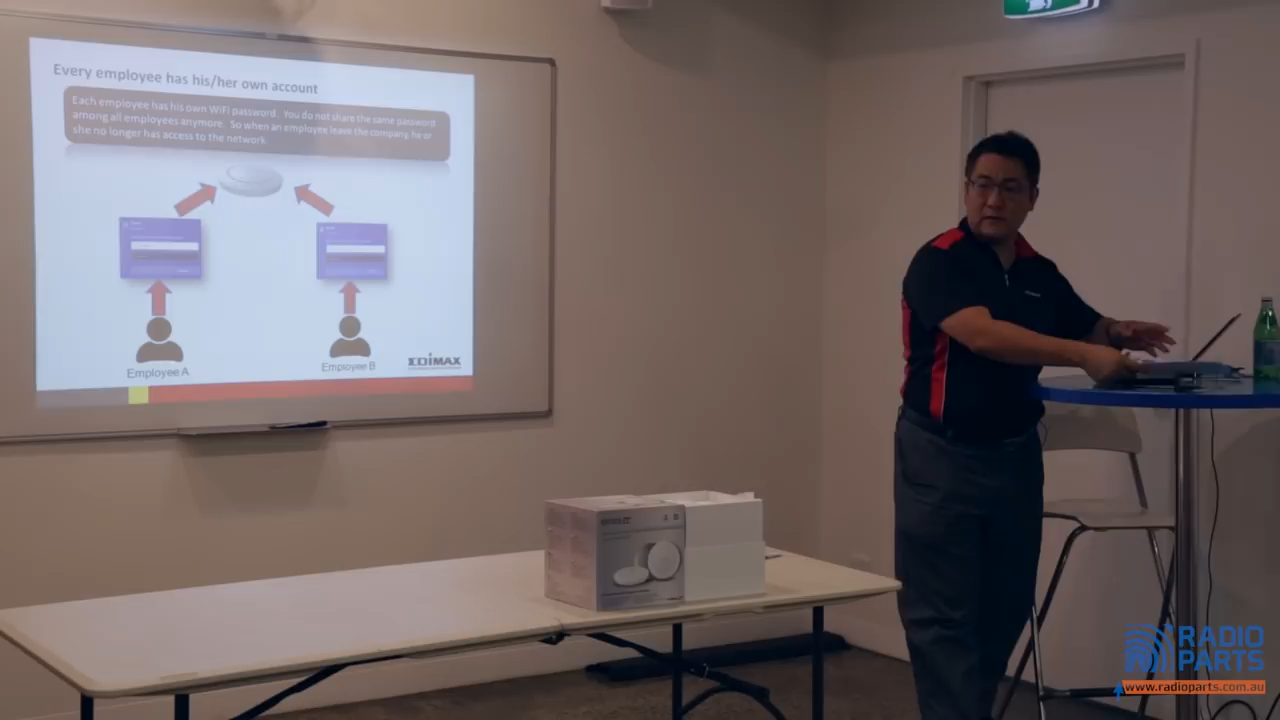 Every employee has his/her own account
Each employee has his own WiFi password. You do not share the same password
among all employees anymore. So when an employee leave the company, he or
she no longer has access to the network
Employee A
Employee B
EDIMAX
RADIO
PARTS
www.radioparts.com.au